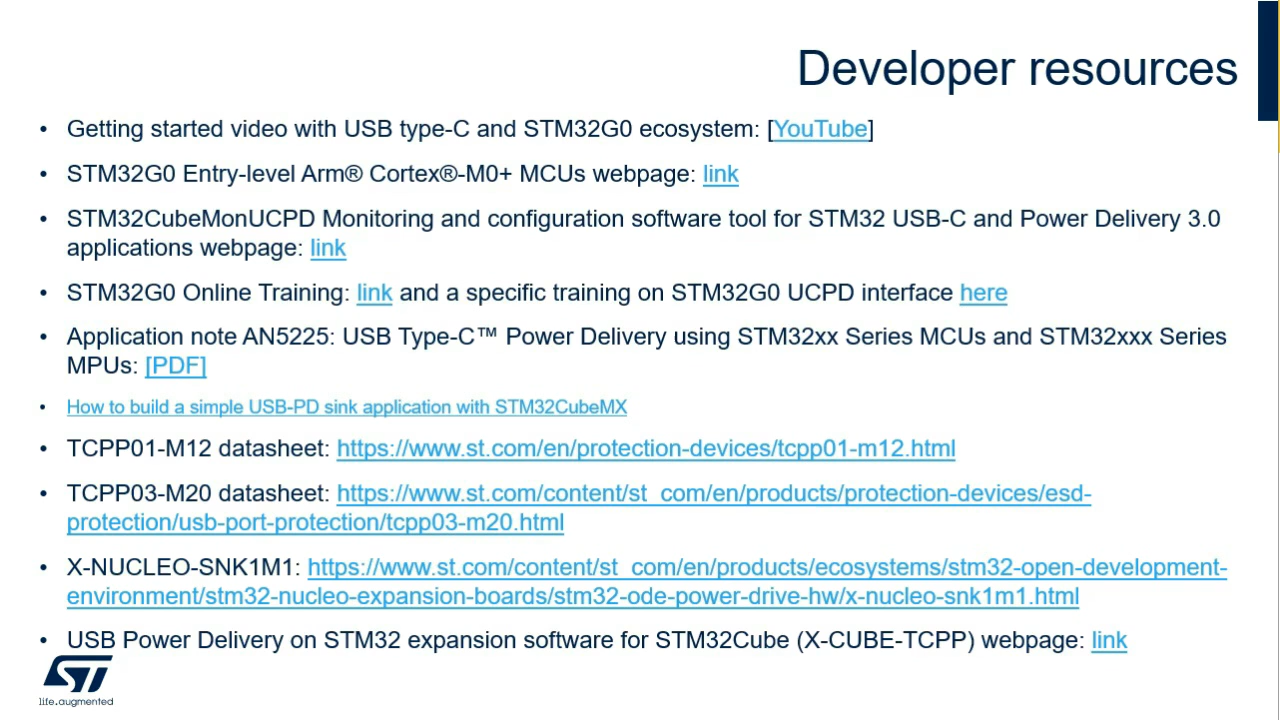 Developer resources
• Getting started video with USB type-C and STM32G0 ecosystem: [YouTube]
• STM32G0 Entry-level Arm® Cortex®-M0+ MCUs webpage: link
• STM32CubeMonUCPD Monitoring and configuration software tool for STM32 USB-C and Power Delivery 3.0
applications webpage: link
• STM32G0 Online Training: link and a specific training on STM32G0 UCPD interface here
• Application note AN5225: USB Type-C™ Power Delivery using STM32xx Series MCUs and STM32xxx Series
MPUs: [PDF]
• How to build a simple USB-PD sink application with STM32CubeMX
• TCPP01-M12 datasheet: https://www.st.com/en/protection-devices/tcpp01-m12.html
• TCPP03-M20 datasheet: https://www.st.com/content/st_com/en/products/protection-devices/esd-
protection/usb-port-protection/tcpp03-m20.html
• X-NUCLEO-SNK1M1: https://www.st.com/content/st_com/en/products/ecosystems/stm32-open-development-
environment/stm32-nucleo-expansion-boards/stm32-ode-power-drive-hw/x-nucleo-snk1m1.html
• USB Power Delivery on STM32 expansion software for STM32Cube (X-CUBE-TCPP) webpage: link
ST
life.augmented